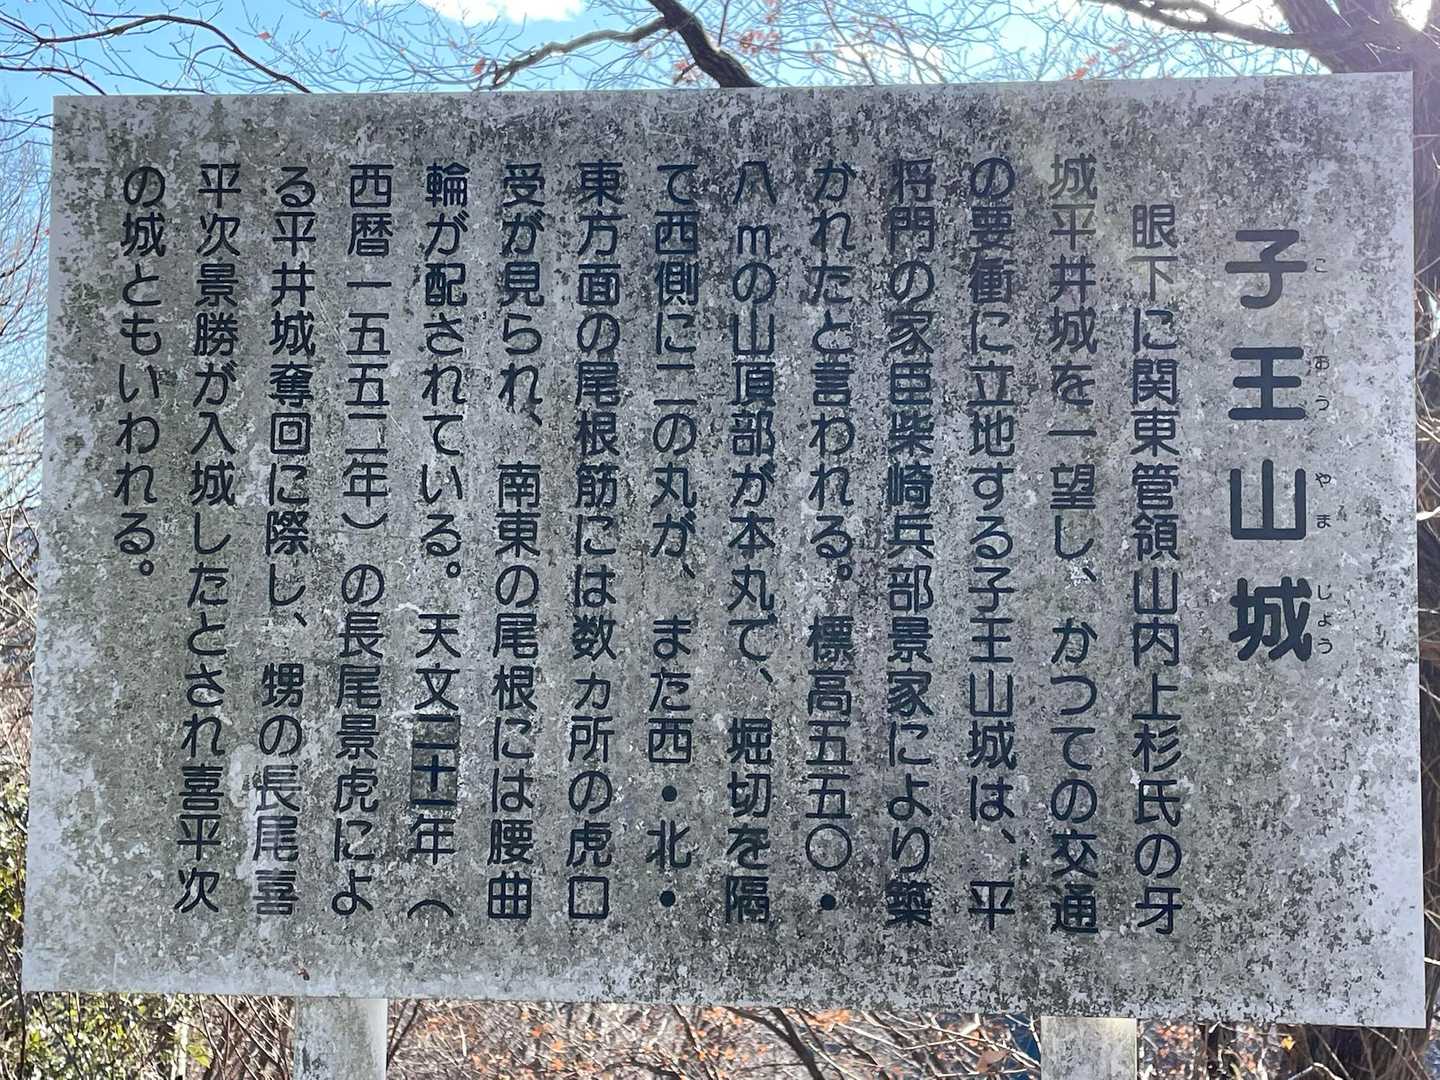 子王山城
こ おう やま しょう
眼下に関東管領山内上杉氏の牙
城平井城を一望し、かつての交通
の要衝に立地する子王山城は、平
将門の家臣柴崎兵部景家により築
かれたと言われる。標高五五〇・
八mの山頂部が本丸で、堀切を隔
て西側に二の丸が、また西・北・
東方面の尾根筋には数ヵ所の虎口
受が見られ、南東の尾根には腰曲
輪が配されている。天文二十一年(
西暦一五五二年)の長尾景虎によ
る平井城奪回に際し、甥の長尾喜
平次景勝が入城したとされ喜平次
の城ともいわれる。